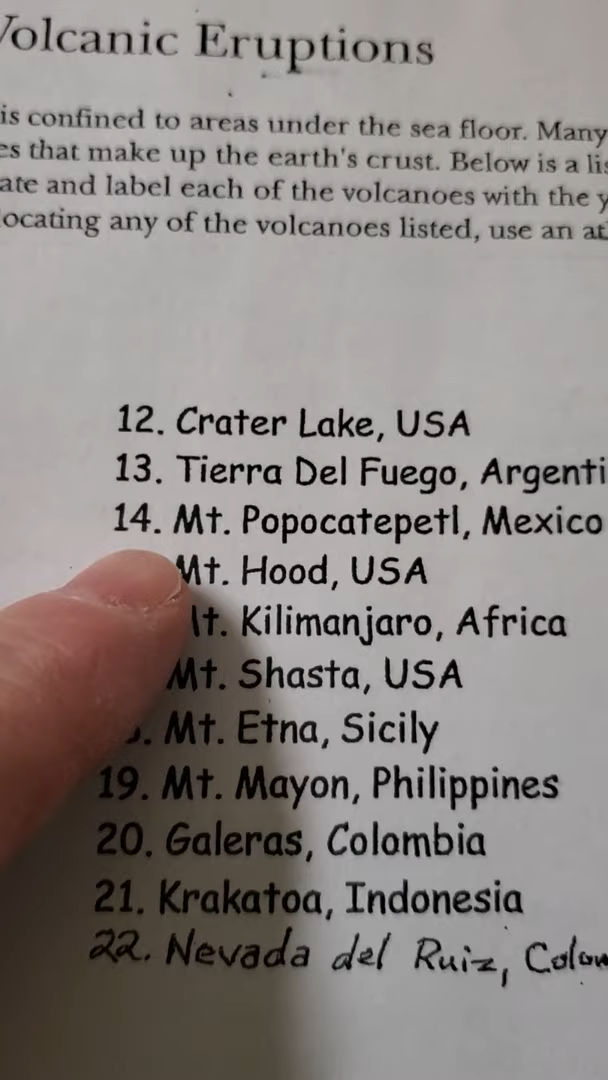 Volcanic Eruptions
is confined to areas under the sea floor. Many
es that make up the earth's crust. Below is a lis
ate and label each of the volcanoes with the y
ocating any of the volcanoes listed, use an at
12. Crater Lake, USA
13. Tierra Del Fuego, Argenti
14. Mt. Popocatepetl, Mexico
Mt. Hood, USA
Mt. Kilimanjaro, Africa
Mt. Shasta, USA
Mt. Etna, Sicily
19. Mt. Mayon, Philippines
20. Galeras, Colombia
21. Krakatoa, Indonesia
22. Nevada del Ruiz, Colom